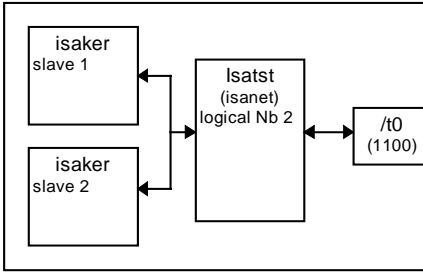 isaker
slave 1
isaker
slave 2
Isatst
(isanet)
logical Nb 2
/t0
(1100)